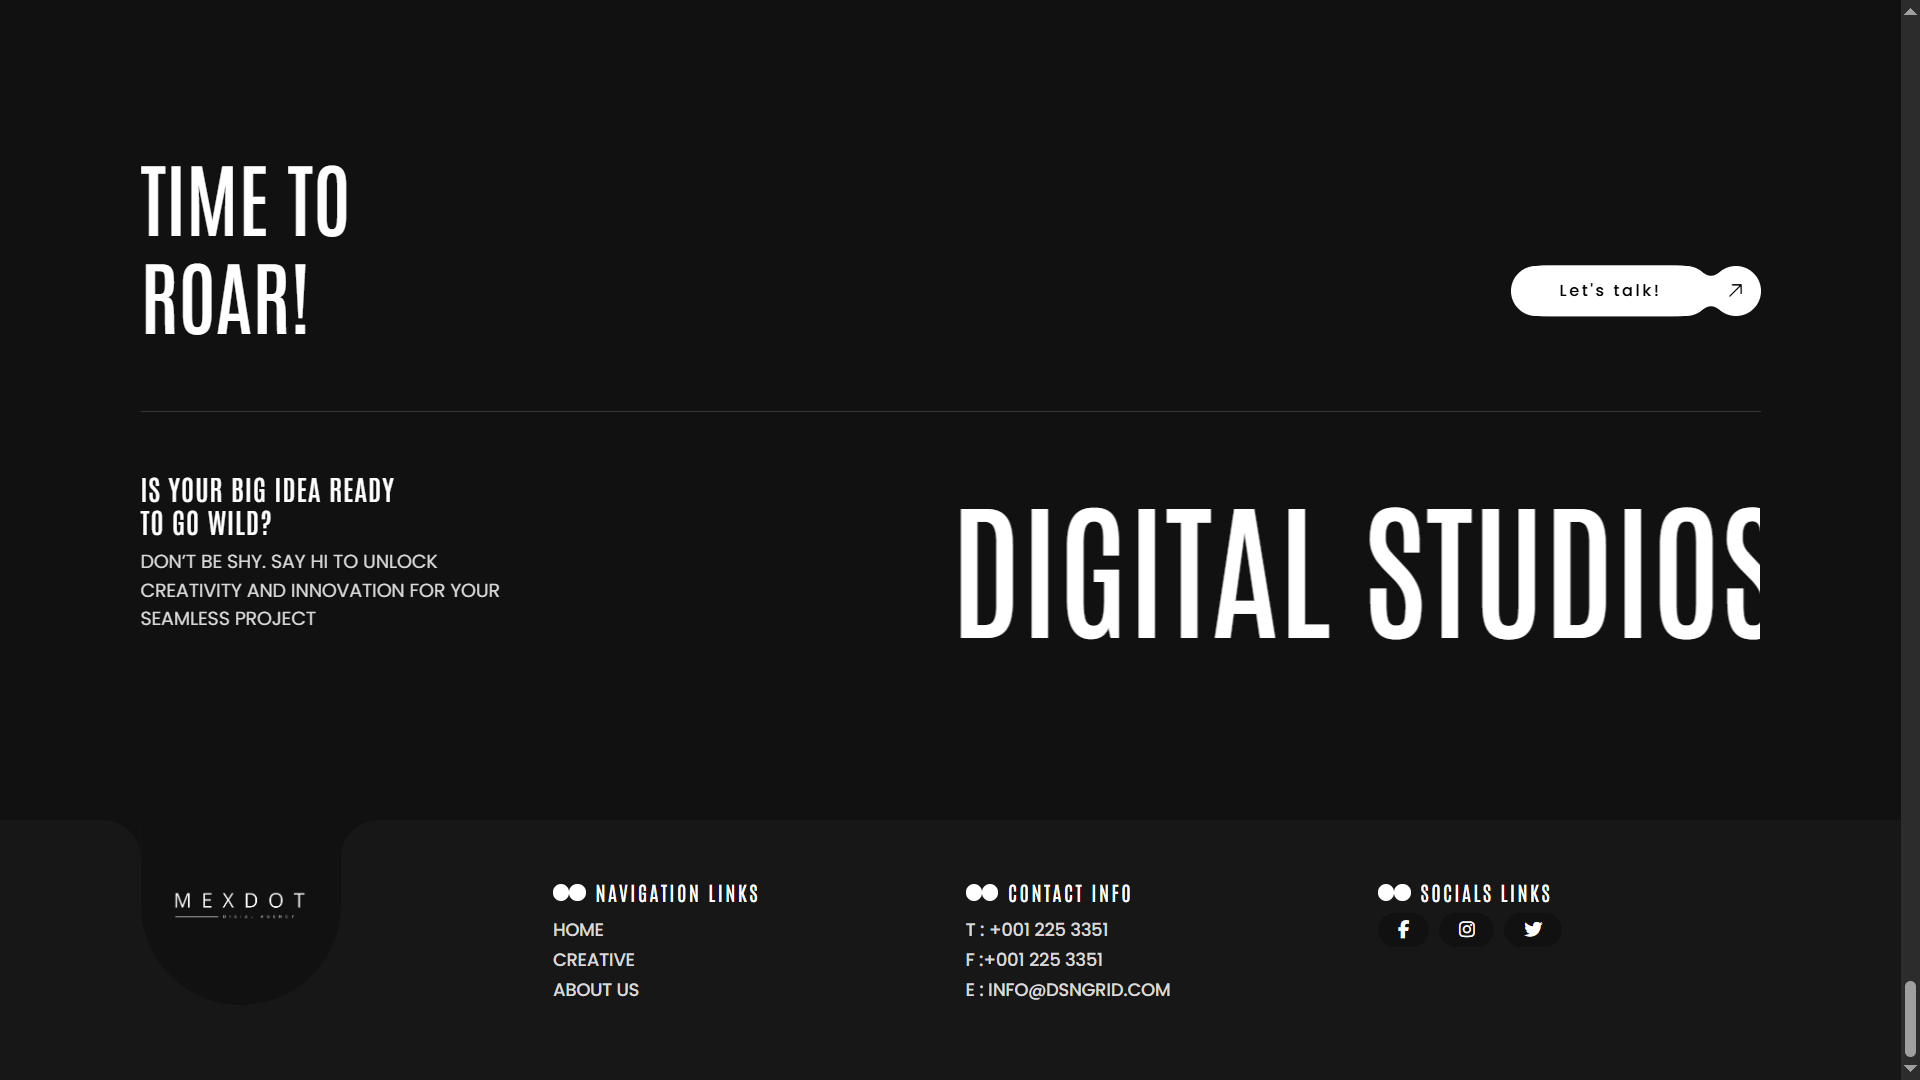 TIME TO
ROAR!
Let's talk!
IS YOUR BIG IDEA READY
TO GO WILD?
DON'T BE SHY. SAY HI TO UNLOCK
CREATIVITY AND INNOVATION FOR YOUR
SEAMLESS PROJECT
DIGITAL STUDIOS
MEXDOT
NAVIGATION LINKS
HOME
CREATIVE
ABOUT US
CONTACT INFO
T : +001 225 3351
F :+001 225 3351
E : INFO@DSNGRID.COM
SOCIALS LINKS